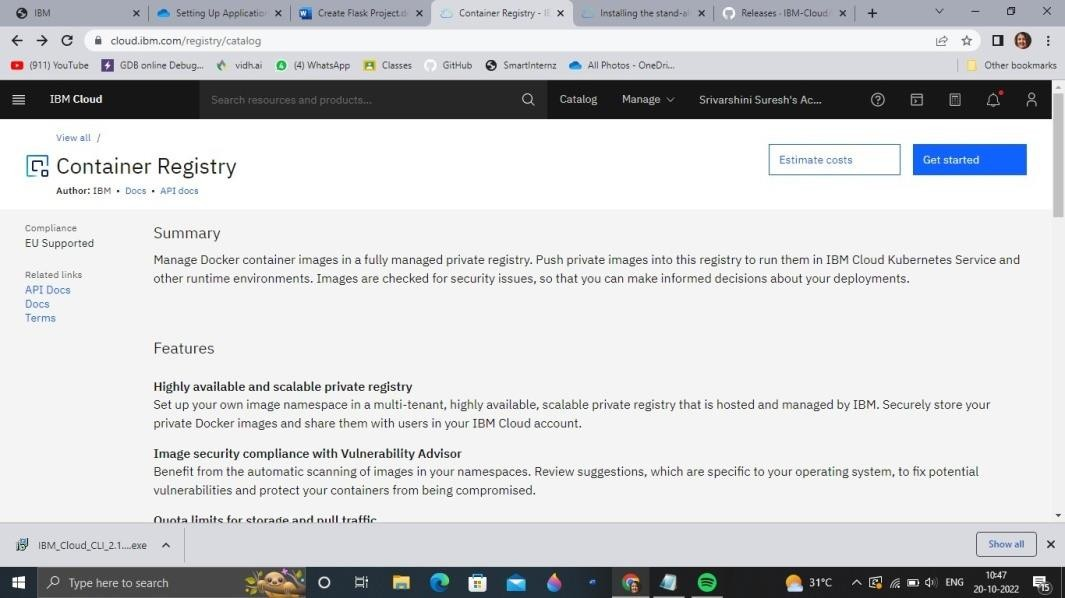 IBM
Setting Up Applicatio
Create Flask Project.d
Container Registry - I
Installing the stand-al
Releases · IBM-Cloud/
cloud.ibm.com/registry/catalog
(911) YouTube
GDB online Debug...
vidh.ai
(4) WhatsApp
Classes
GitHub
SmartInternz
All Photos - OneDri...
Other bookmarks
IBM Cloud
Search resources and products...
Catalog
Manage
Srivarshini Suresh's Ac...
View all /
Container Registry
Author: IBM • Docs • API docs
Estimate costs
Get started
Compliance
EU Supported
Related links
API Docs
Docs
Terms
Summary
Manage Docker container images in a fully managed private registry. Push private images into this registry to run them in IBM Cloud Kubernetes Service and
other runtime environments. Images are checked for security issues, so that you can make informed decisions about your deployments.
Features
Highly available and scalable private registry
Set up your own image namespace in a multi-tenant, highly available, scalable private registry that is hosted and managed by IBM. Securely store your
private Docker images and share them with users in your IBM Cloud account.
Image security compliance with Vulnerability Advisor
Benefit from the automatic scanning of images in your namespaces. Review suggestions, which are specific to your operating system, to fix potential
vulnerabilities and protect your containers from being compromised.
Quota limits for storage and pull traffic
IBM_Cloud_CLI_2.1....exe
Show all
Type here to search
31°C
ENG
10:47
20-10-2022
15